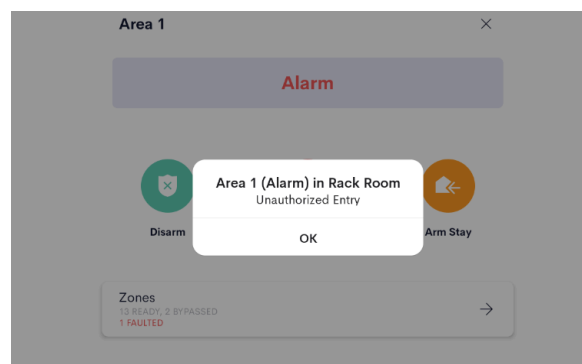 Area 1
Alarm
Area 1 (Alarm) in Rack Room
Unauthorized Entry
OK
Disarm
Arm Stay
Zones
13 READY, 2 BYPASSED
1 FAULTED